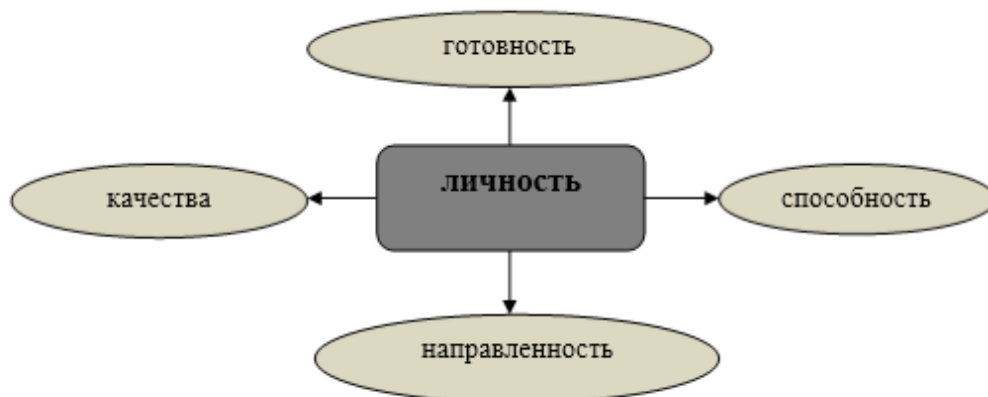 готовность
личность
качества
способность
направленность